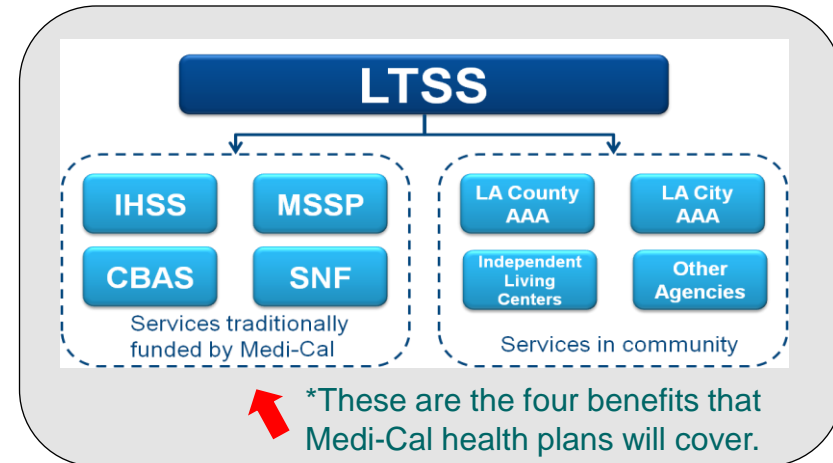 LTSS
IHSS
MSSP
CBAS
SNF
Services traditionally
funded by Medi-Cal
LA County
AAA
LA City
AAA
Independent
Living
Centers
Other
Agencies
Services in community
*These are the four benefits that
Medi-Cal health plans will cover.